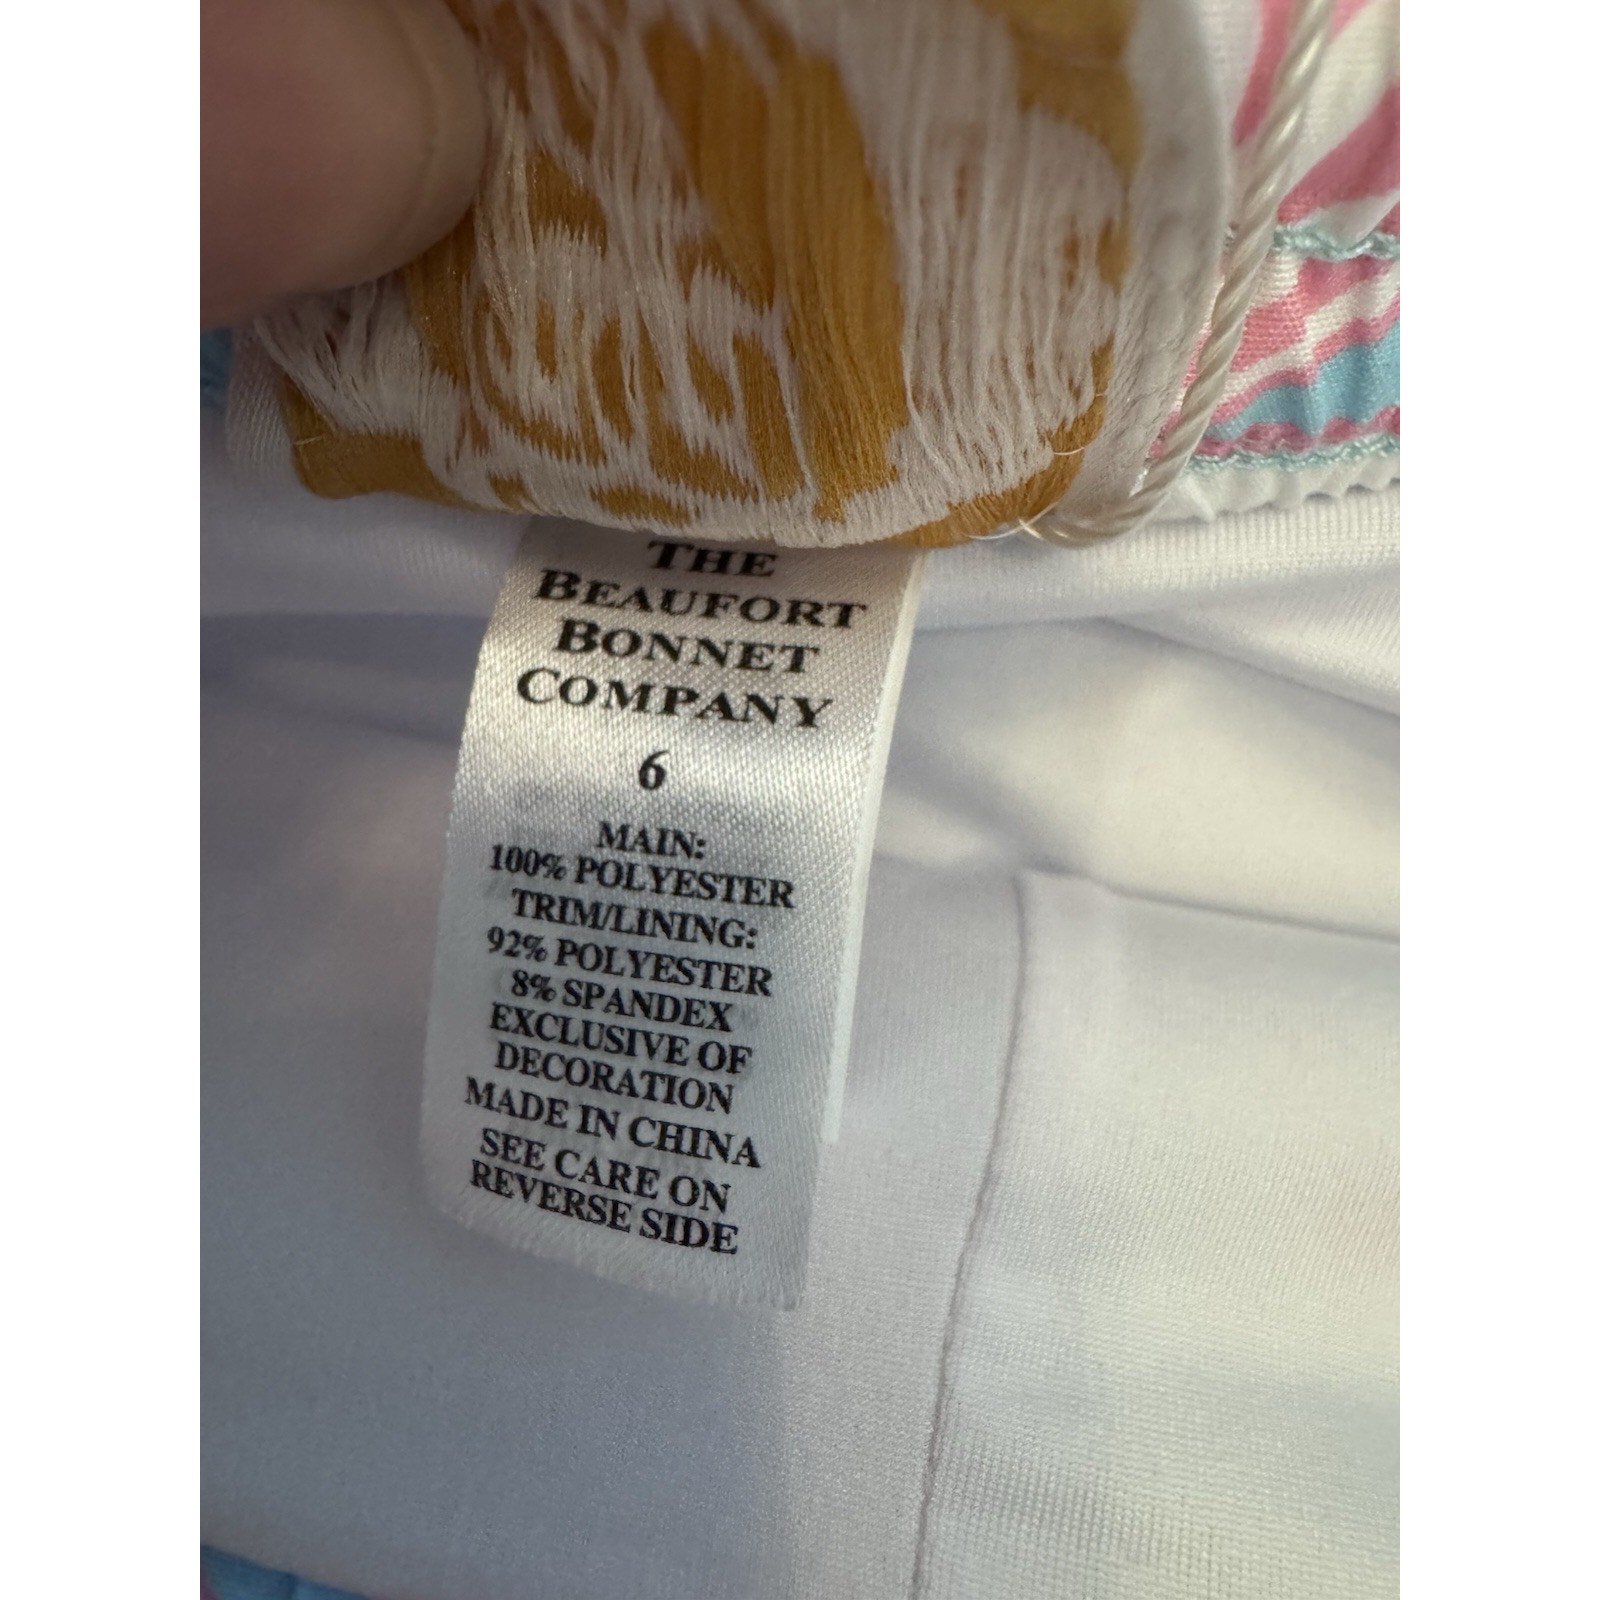 THE
BEAUFORT
BONNET
COMPANY
6
MAIN:
100% POLYESTER
TRIM/LINING:
92% POLYESTER
8% SPANDEX
EXCLUSIVE OF
DECORATION
MADE IN CHINA
SEE CARE ON
REVERSE SIDE